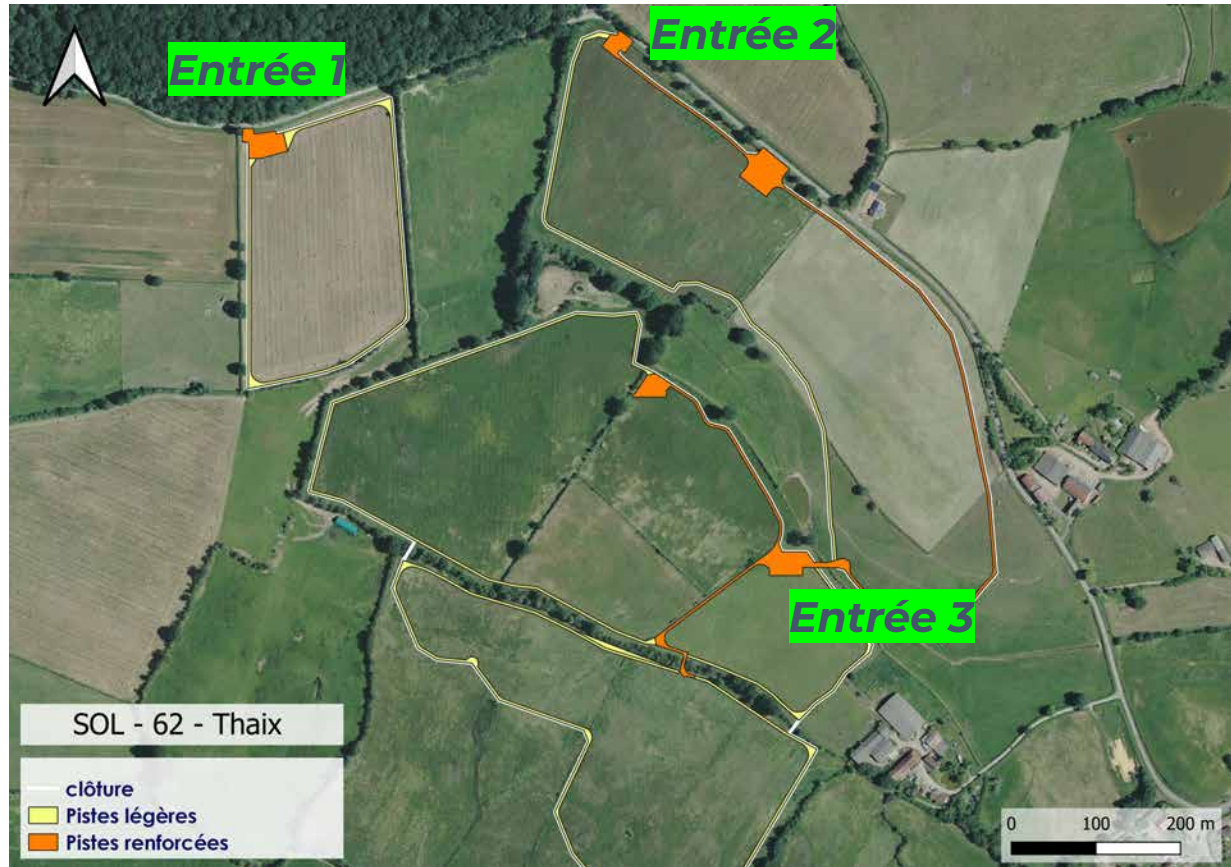 Entrée 1
Entrée 2
Entrée 3
SOL - 62 - Thaix
clôture
Pistes légères
Pistes renforcées
0 100 200 m